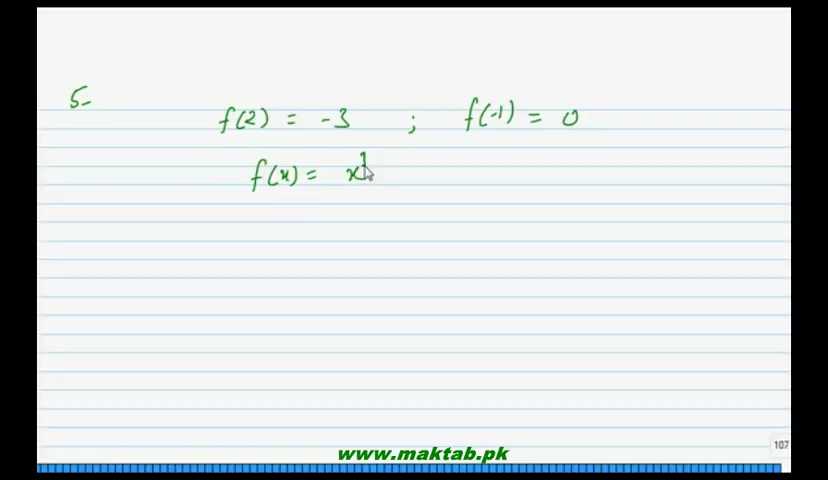 5-
f(2) = -3 ; f(-1) = 0
f(x) = x
107
www.maktab.pk